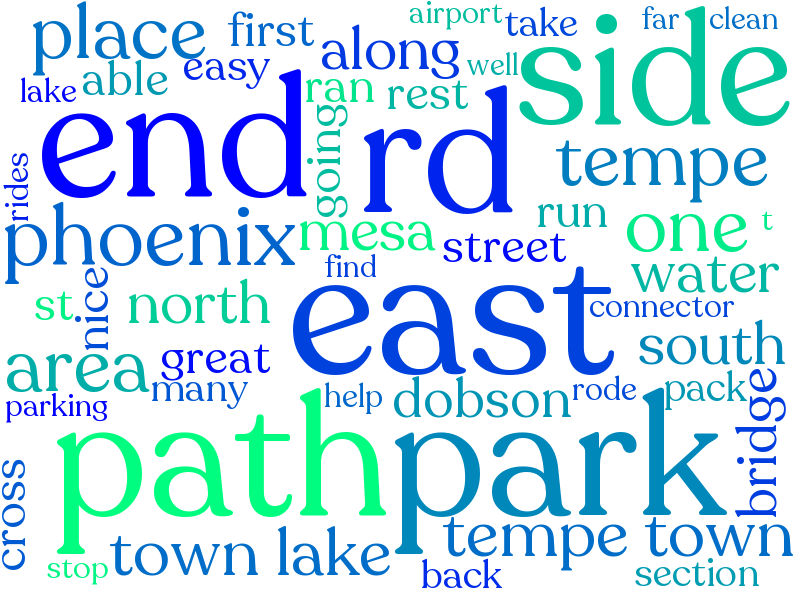 place
first
airport
take
far
clean
along
side
able
easy
well
lake
ran
rest
end
rd
going
tempe
rides
run
phoenix
mesa
street
one
t
find
water
nice
st
north
east
connector
south
area
great
many
help
dobson
rode
pack
parking
path
park
bridge
cross
tempe town
town lake
stop
back
section